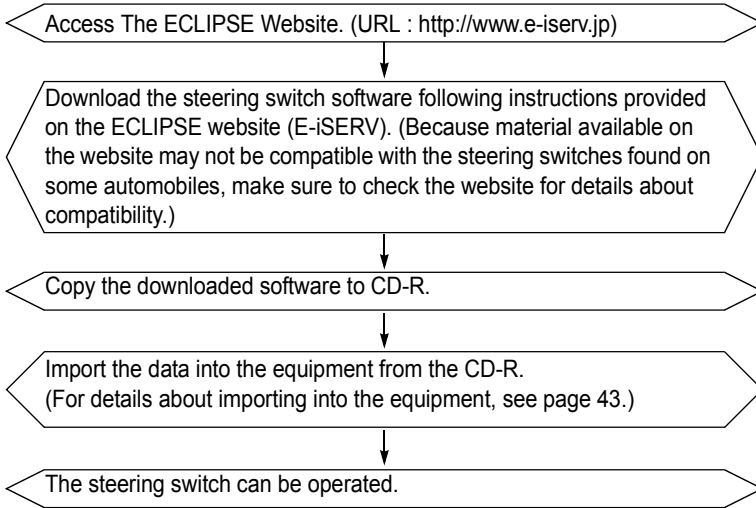 Access The ECLIPSE Website. (URL : http://www.e-iserv.jp)
Download the steering switch software following instructions provided
on the ECLIPSE website (E-iSERV). (Because material available on
the website may not be compatible with the steering switches found on
some automobiles, make sure to check the website for details about
compatibility.)
Copy the downloaded software to CD-R.
Import the data into the equipment from the CD-R.
(For details about importing into the equipment, see page 43.)
The steering switch can be operated.